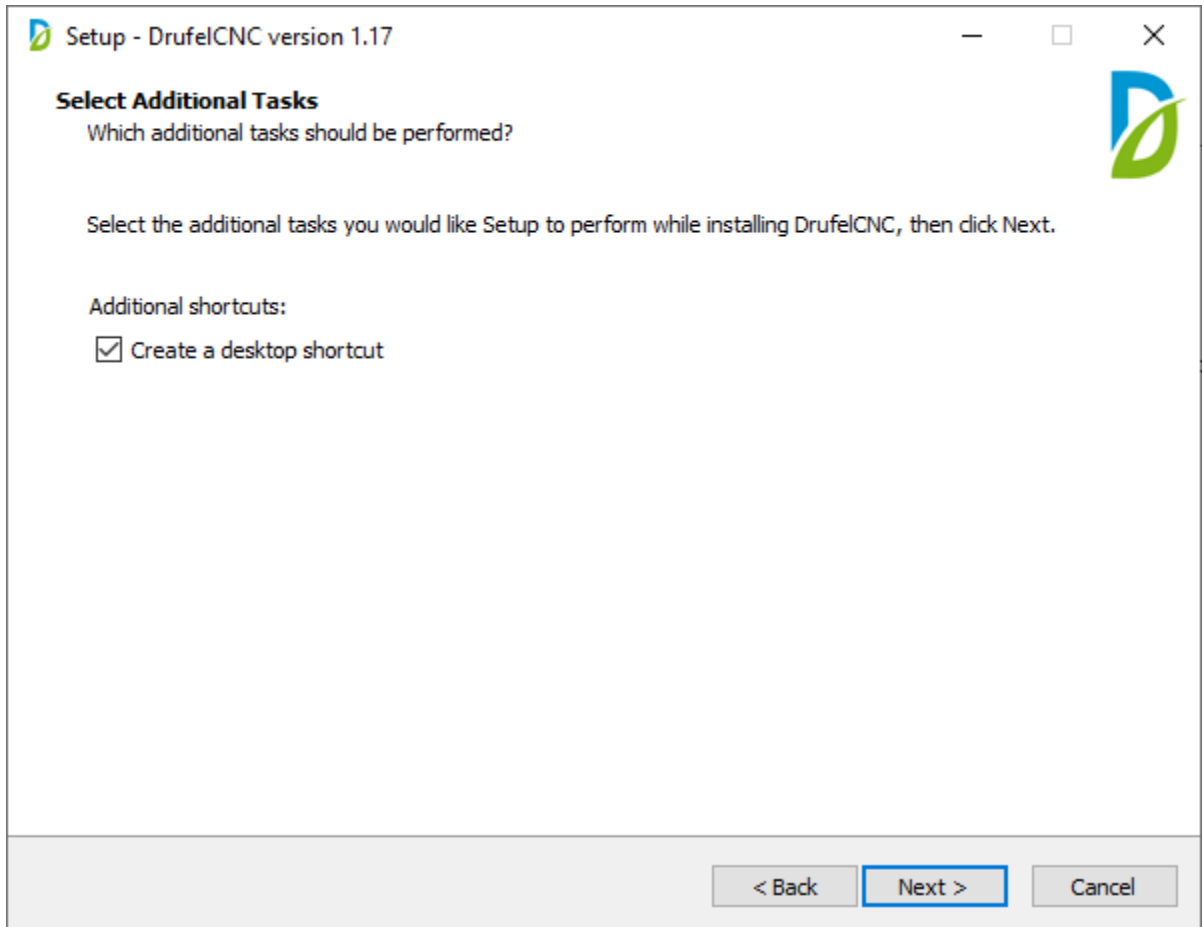 Setup - DrufelCNC version 1.17
Select Additional Tasks
Which additional tasks should be performed?
Select the additional tasks you would like Setup to perform while installing DrufelCNC, then click Next.
Additional shortcuts:
Create a desktop shortcut
< Back
Next >
Cancel